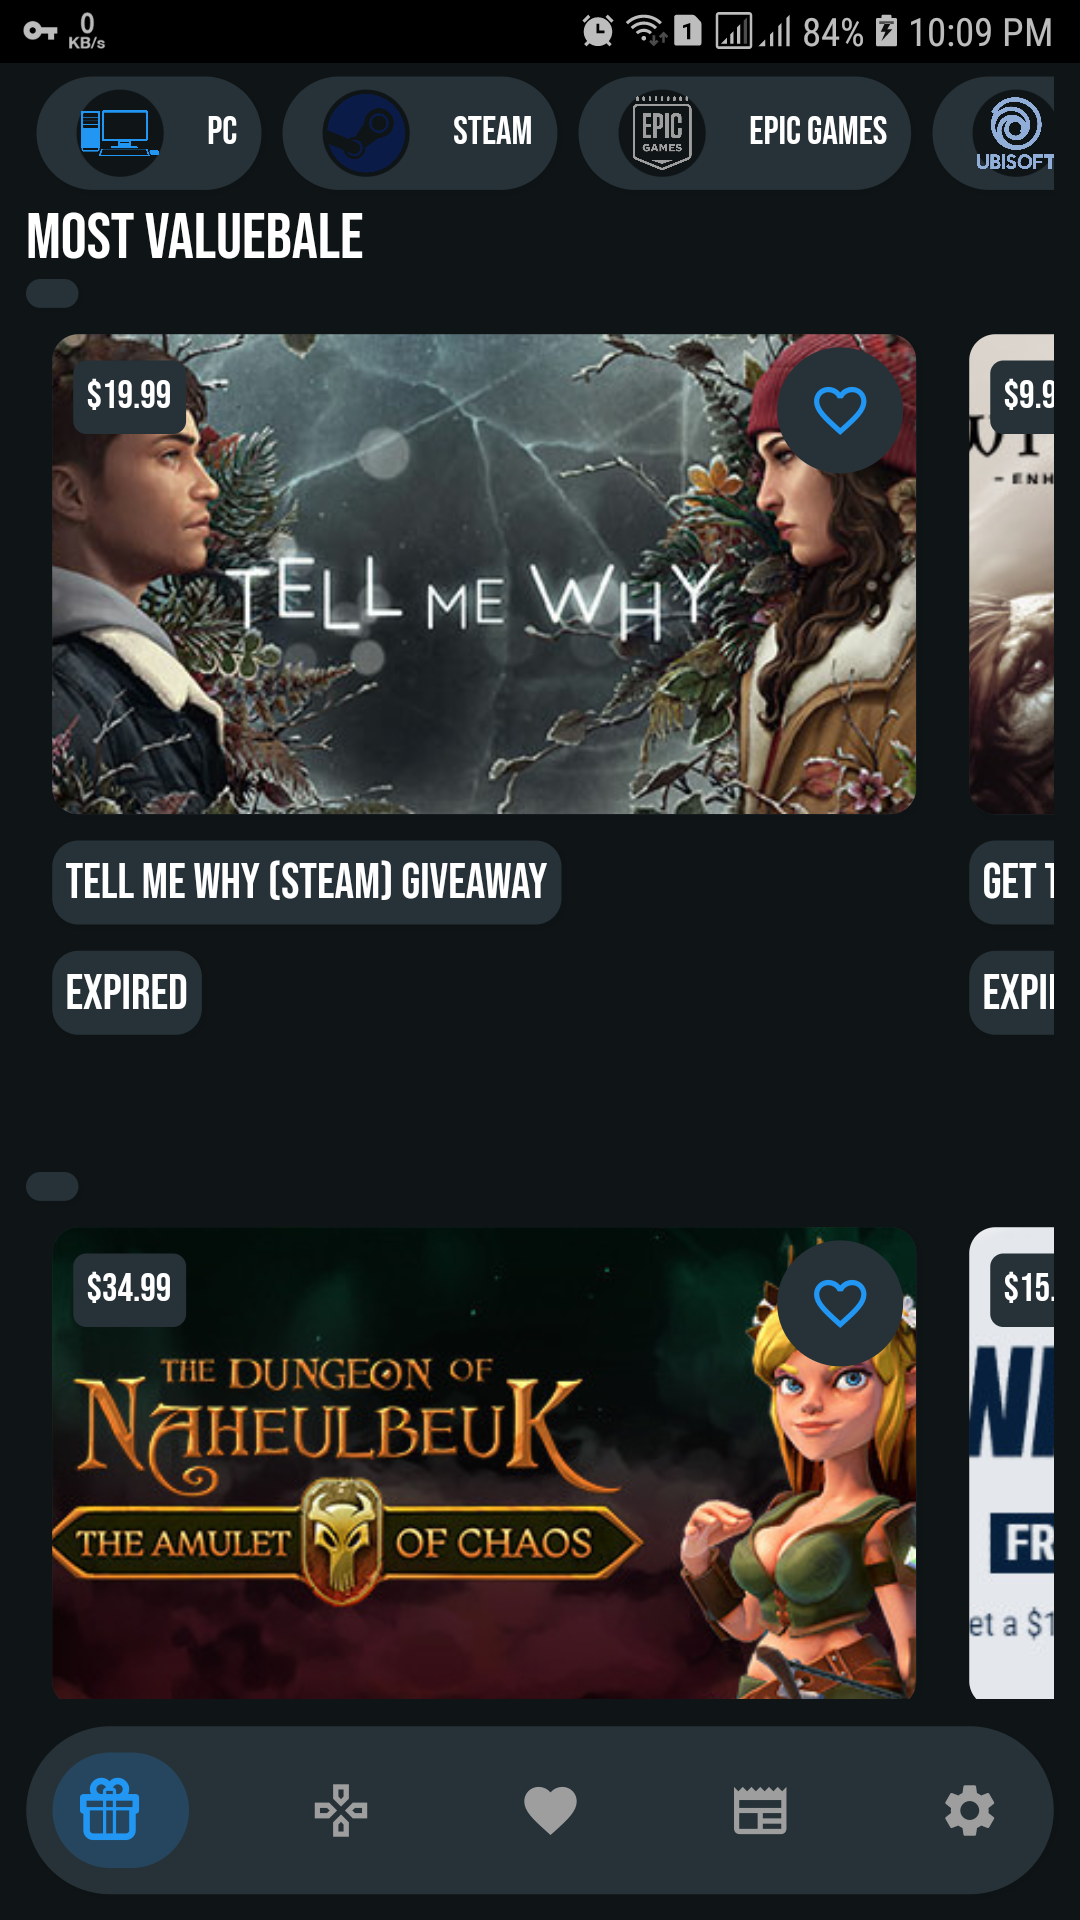 0
KB/s
1
84%
10:09 PM
PC
STEAM
EPIC
GAMES
EPIC GAMES
UBISOFT
MOST VALUEBALE
$19.99
$9.9
- ENH
TELL ME WHY
TELL ME WHY (STEAM) GIVEAWAY
GET
EXPIRED
EXPI
$34.99
$15.
THE DUNGEON OF
NAHEULBEUK
THE AMULET OF CHAOS
FR
et a $1